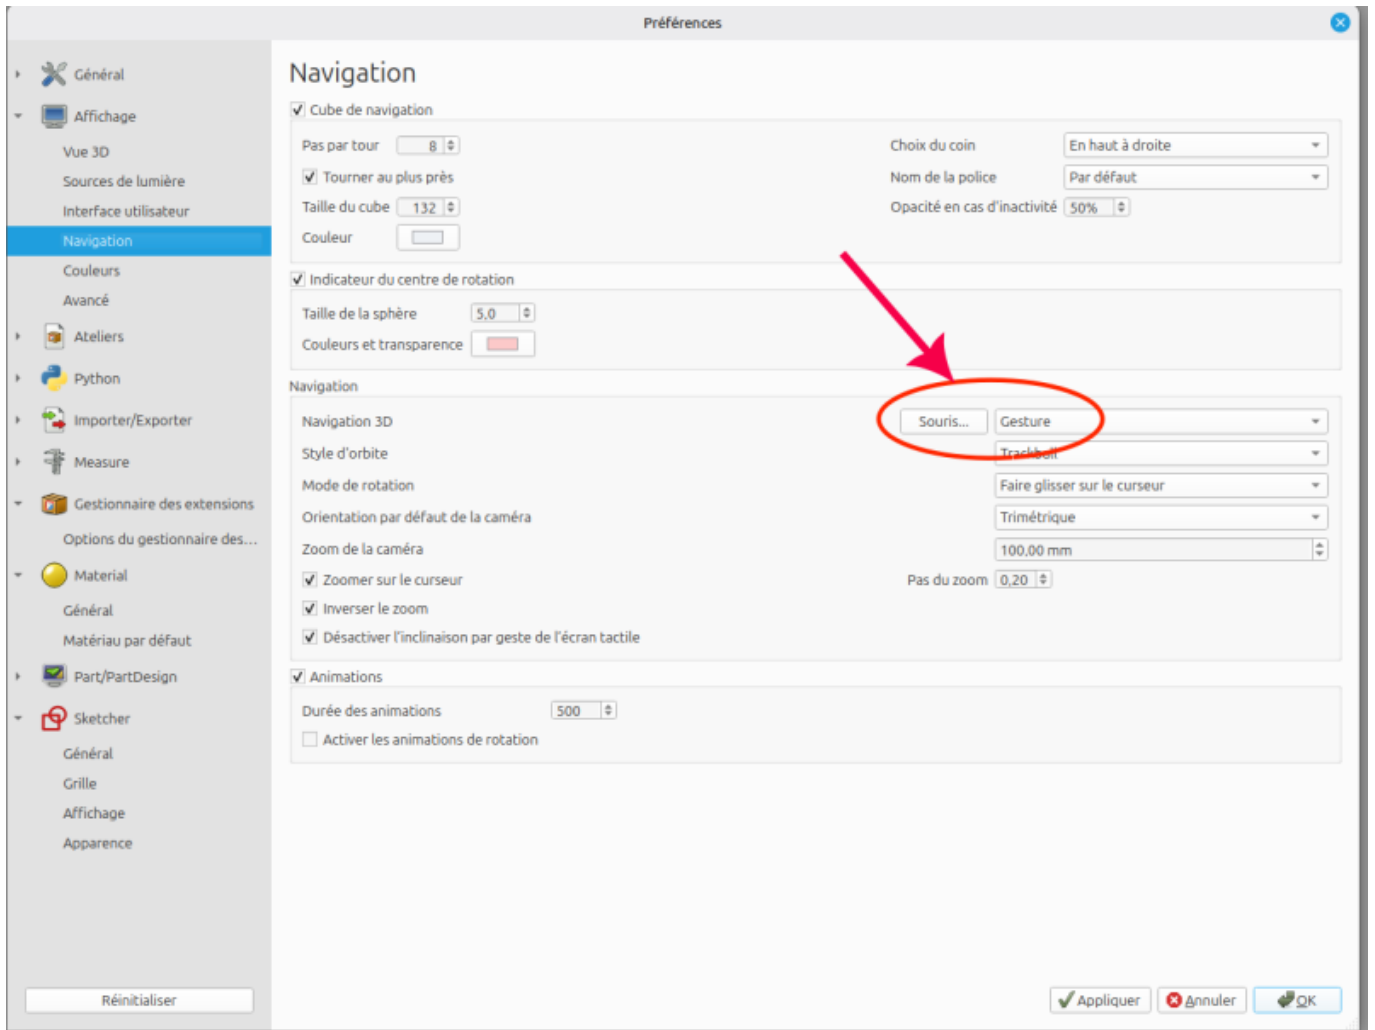 Préférences
Général
Affichage
Vue 3D
Sources de lumière
Interface utilisateur
Navigation
Couleurs
Avancé
Ateliers
Python
Importer/Exporter
Measure
Gestionnaire des extensions
Options du gestionnaire des...
Material
Général
Matériau par défaut
Part/PartDesign
Sketcher
Général
Grille
Affichage
Apparence
Réinitialiser
Navigation
Cube de navigation
Pas par tour 8 Choix du coin En haut à droite
Tourner au plus près Nom de la police Par défaut
Taille du cube 132 Opacité en cas d'inactivité 50%
Couleur
Indicateur du centre de rotation
Taille de la sphère 5,0
Couleurs et transparence
Navigation
Navigation 3D Souris... Gesture
Style d'orbite Trackball
Mode de rotation Faire glisser sur le curseur
Orientation par défaut de la caméra Trimétrique
Zoom de la caméra 100,00 mm
Zoomer sur le curseur Pas du zoom 0,20
Inverser le zoom
Désactiver l'inclinaison par geste de l'écran tactile
Animations
Durée des animations 500
Activer les animations de rotation
Appliquer Annuler OK